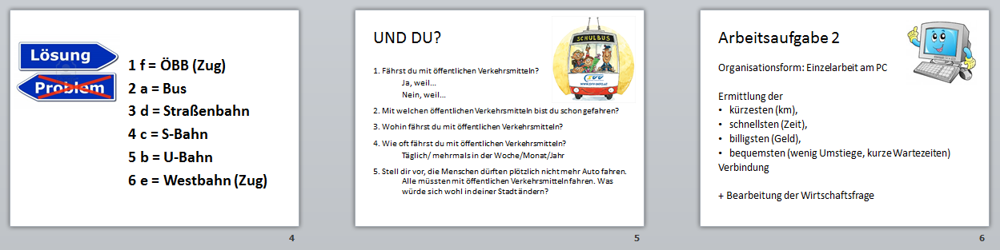 Lösung
Problem
1 f = ÖBB (Zug)
2 a = Bus
3 d = Straßenbahn
4 c = S-Bahn
5 b = U-Bahn
6 e = Westbahn (Zug)
4
UND DU?
SCHULBUS
WWW.SVV-INFO.AT
1. Fährst du mit öffentlichen Verkehrsmitteln?
Ja, weil...
Nein, weil...
2. Mit welchen öffentlichen Verkehrsmitteln bist du schon gefahren?
3. Wohin fährst du mit öffentlichen Verkehrsmitteln?
4. Wie oft fährst du mit öffentlichen Verkehrsmitteln?
Täglich/ mehrmals in der Woche/Monat/Jahr
5. Stell dir vor, die Menschen dürften plötzlich nicht mehr Auto fahren.
Alle müssten mit öffentlichen Verkehrsmitteln fahren. Was
würde sich wohl in deiner Stadt ändern?
5
Arbeitsaufgabe 2
Organisationsform: Einzelarbeit am PC
Ermittlung der
• kürzesten (km),
• schnellsten (Zeit),
• billigsten (Geld),
• bequemsten (wenig Umstiege, kurze Wartezeiten)
Verbindung
+ Bearbeitung der Wirtschaftsfrage
6